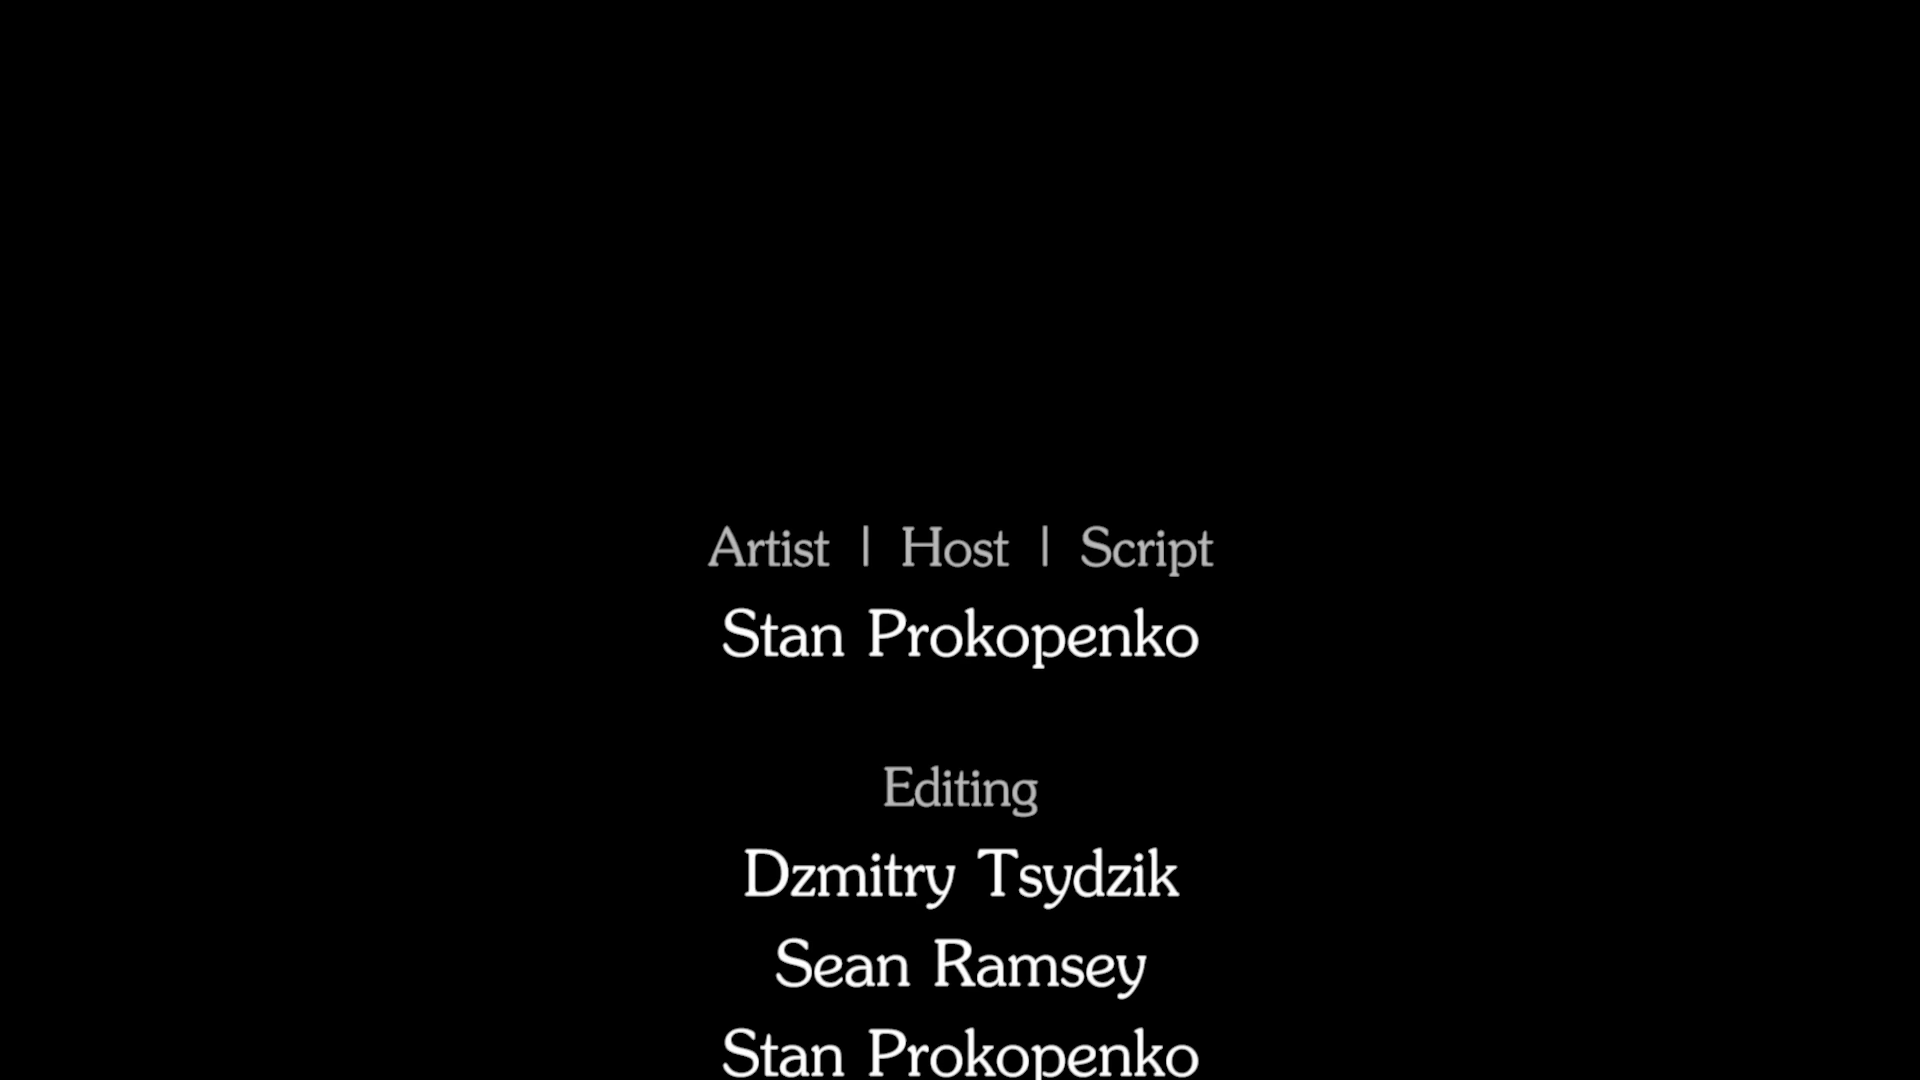 Artist | Host | Script
Stan Prokopenko
Editing
Dzmitry Tsydzik
Sean Ramsey
Stan Prokopenko